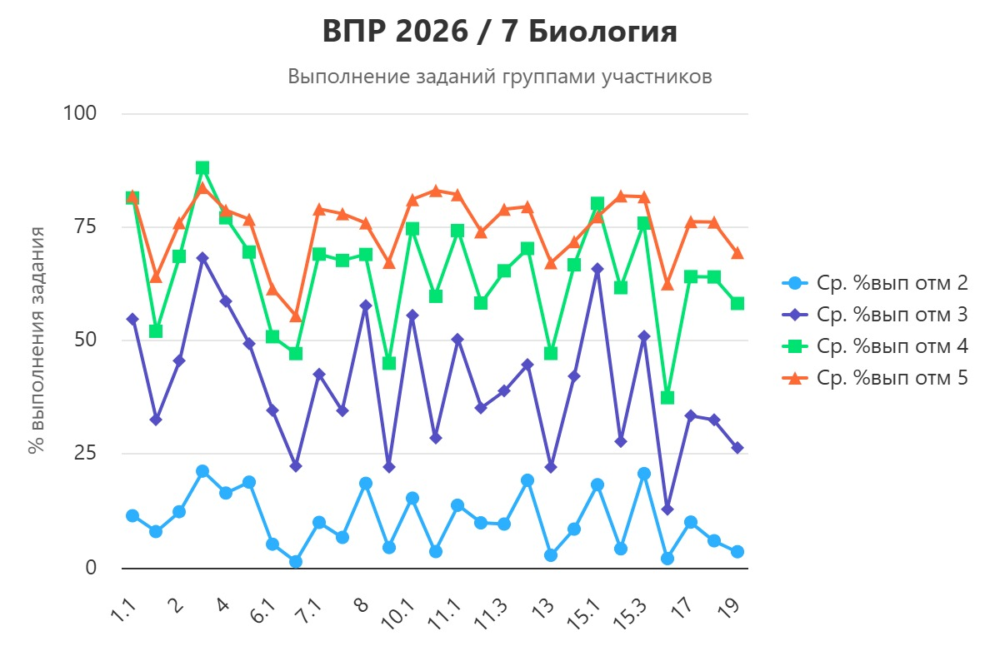 ВПР 2026 / 7 Биология
Выполнение заданий группами участников
% выполнения задания
100
75
50
25
0
1.1
2
4
6.1
7.1
8
10.1
11.1
11.3
13
15.1
15.3
17
19
Ср. %вып отм 2
Ср. %вып отм 3
Ср. %вып отм 4
Ср. %вып отм 5